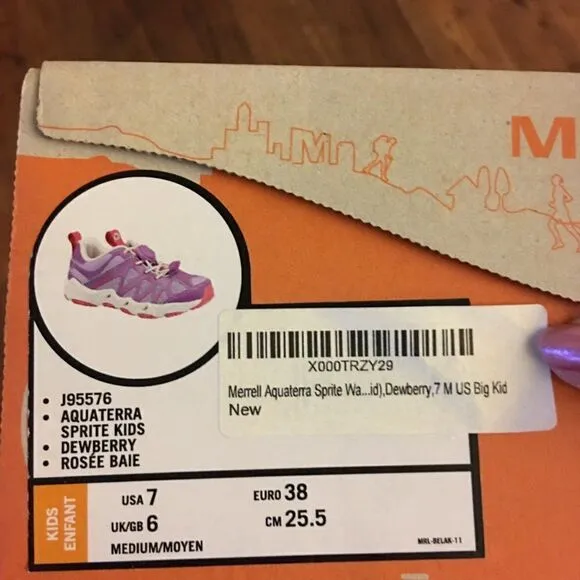 M
M
X000TRZY29
Merrell Aquaterra Sprite Wa...id),Dewberry,7 M US Big Kid
New
• J95576
• AQUATERRA
SPRITE KIDS
• DEWBERRY
• ROSÉE BAIE
KIDS
ENFANT
USA 7
EURO 38
UK/GB 6
CM 25.5
MEDIUM/MOYEN
MRL-BELAK-11